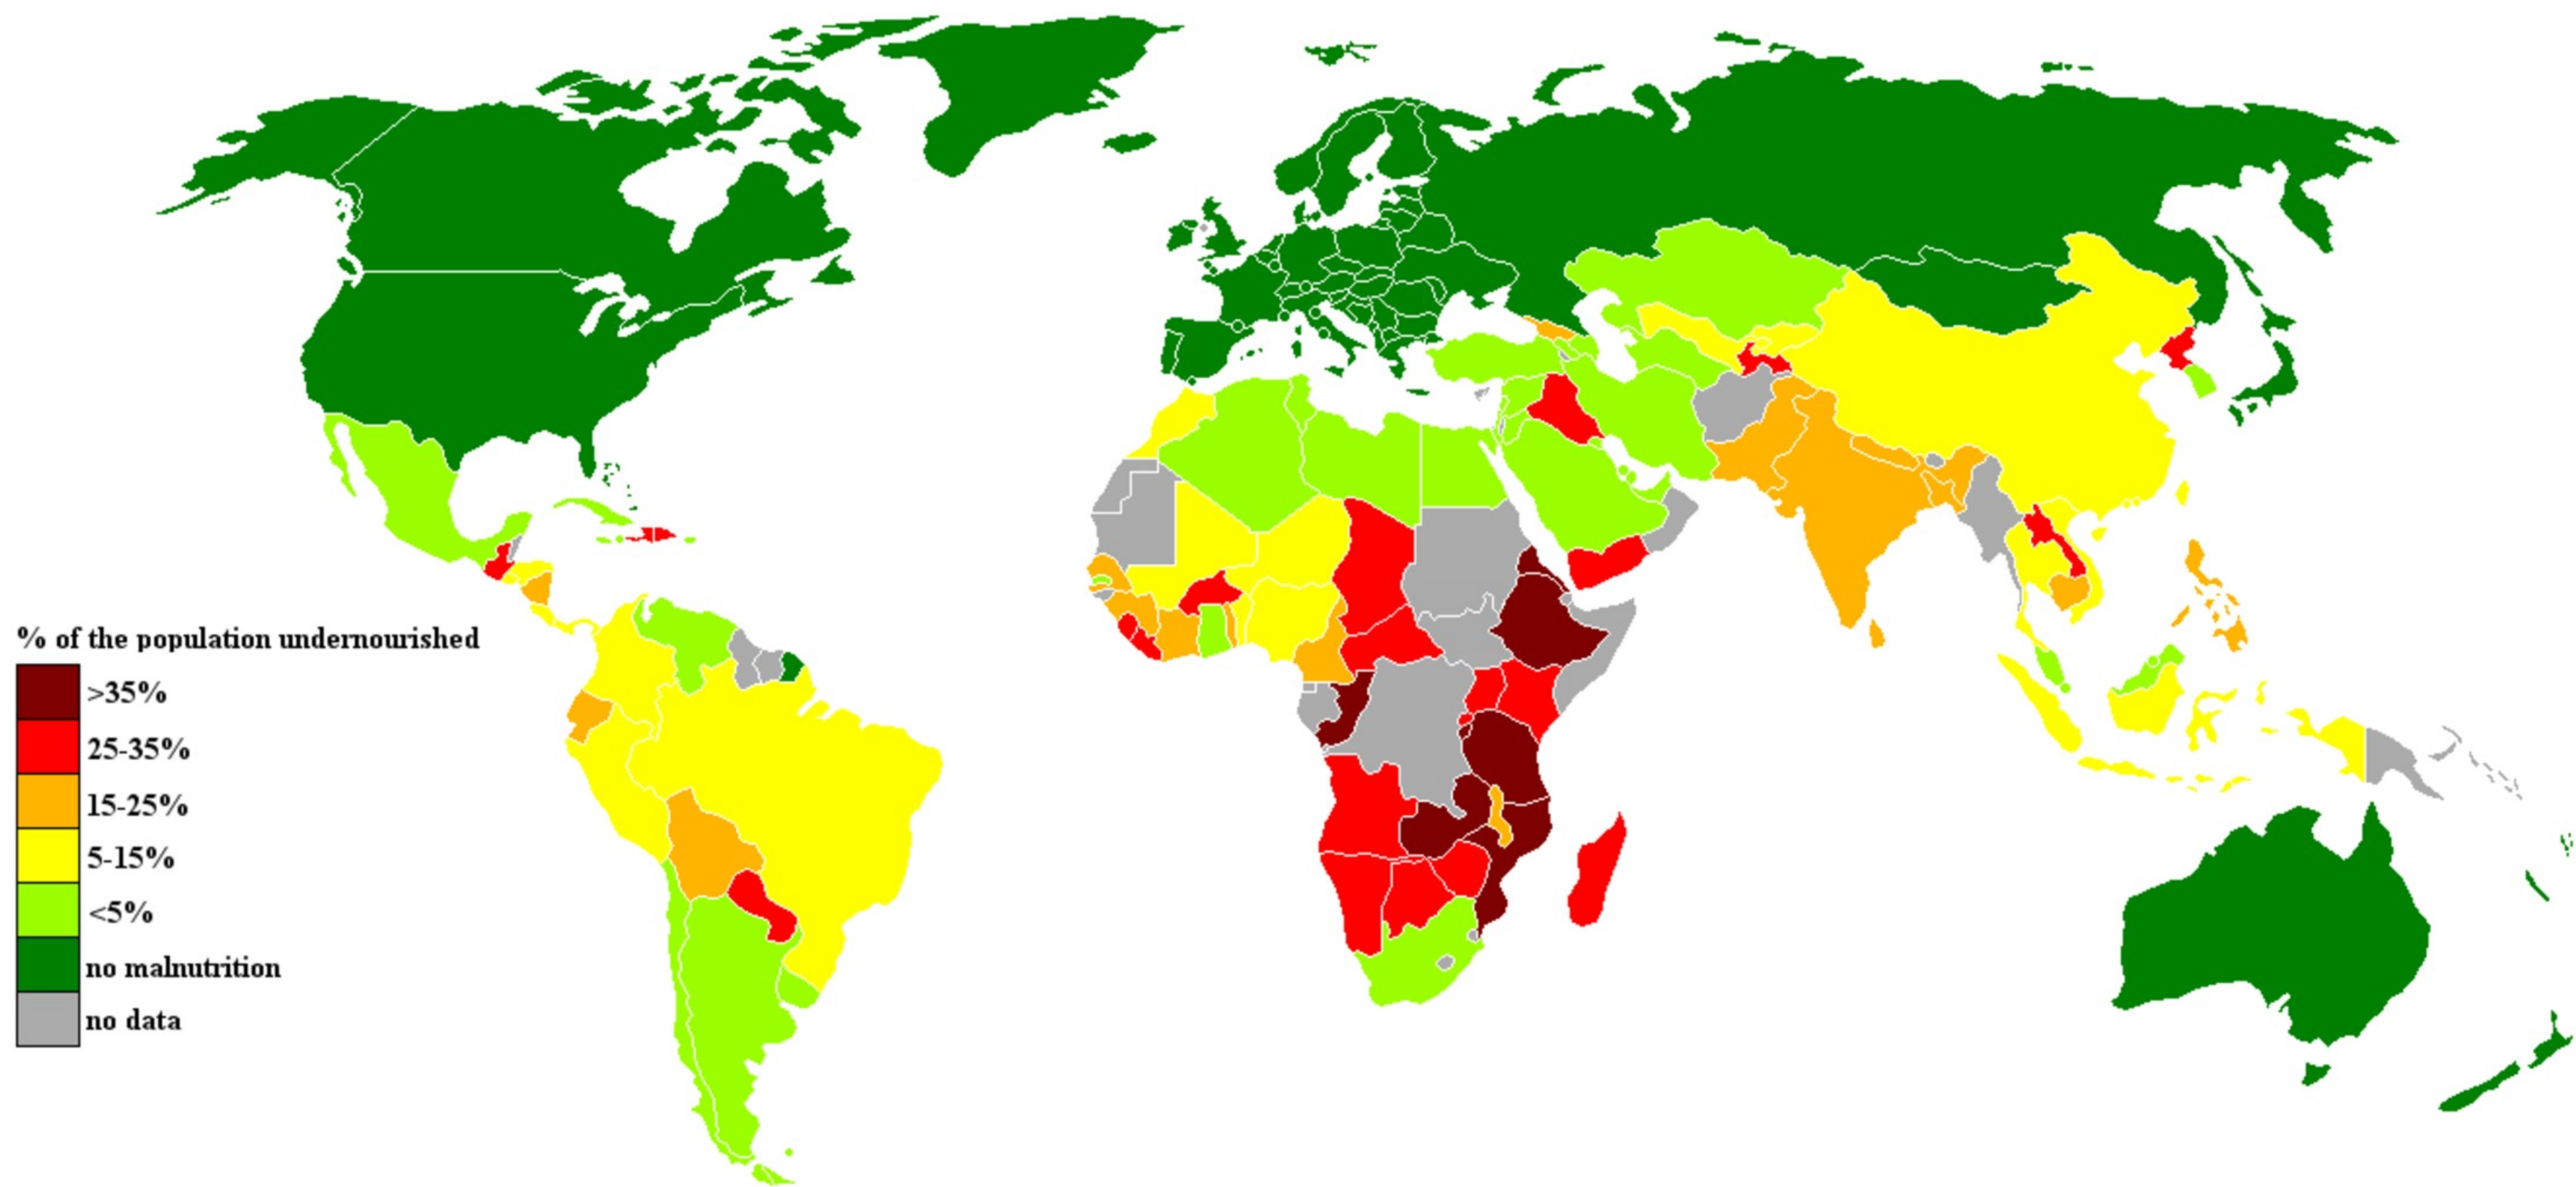 % of the population undernourished
>35%
25-35%
15-25%
5-15%
<5%
no malnutrition
no data